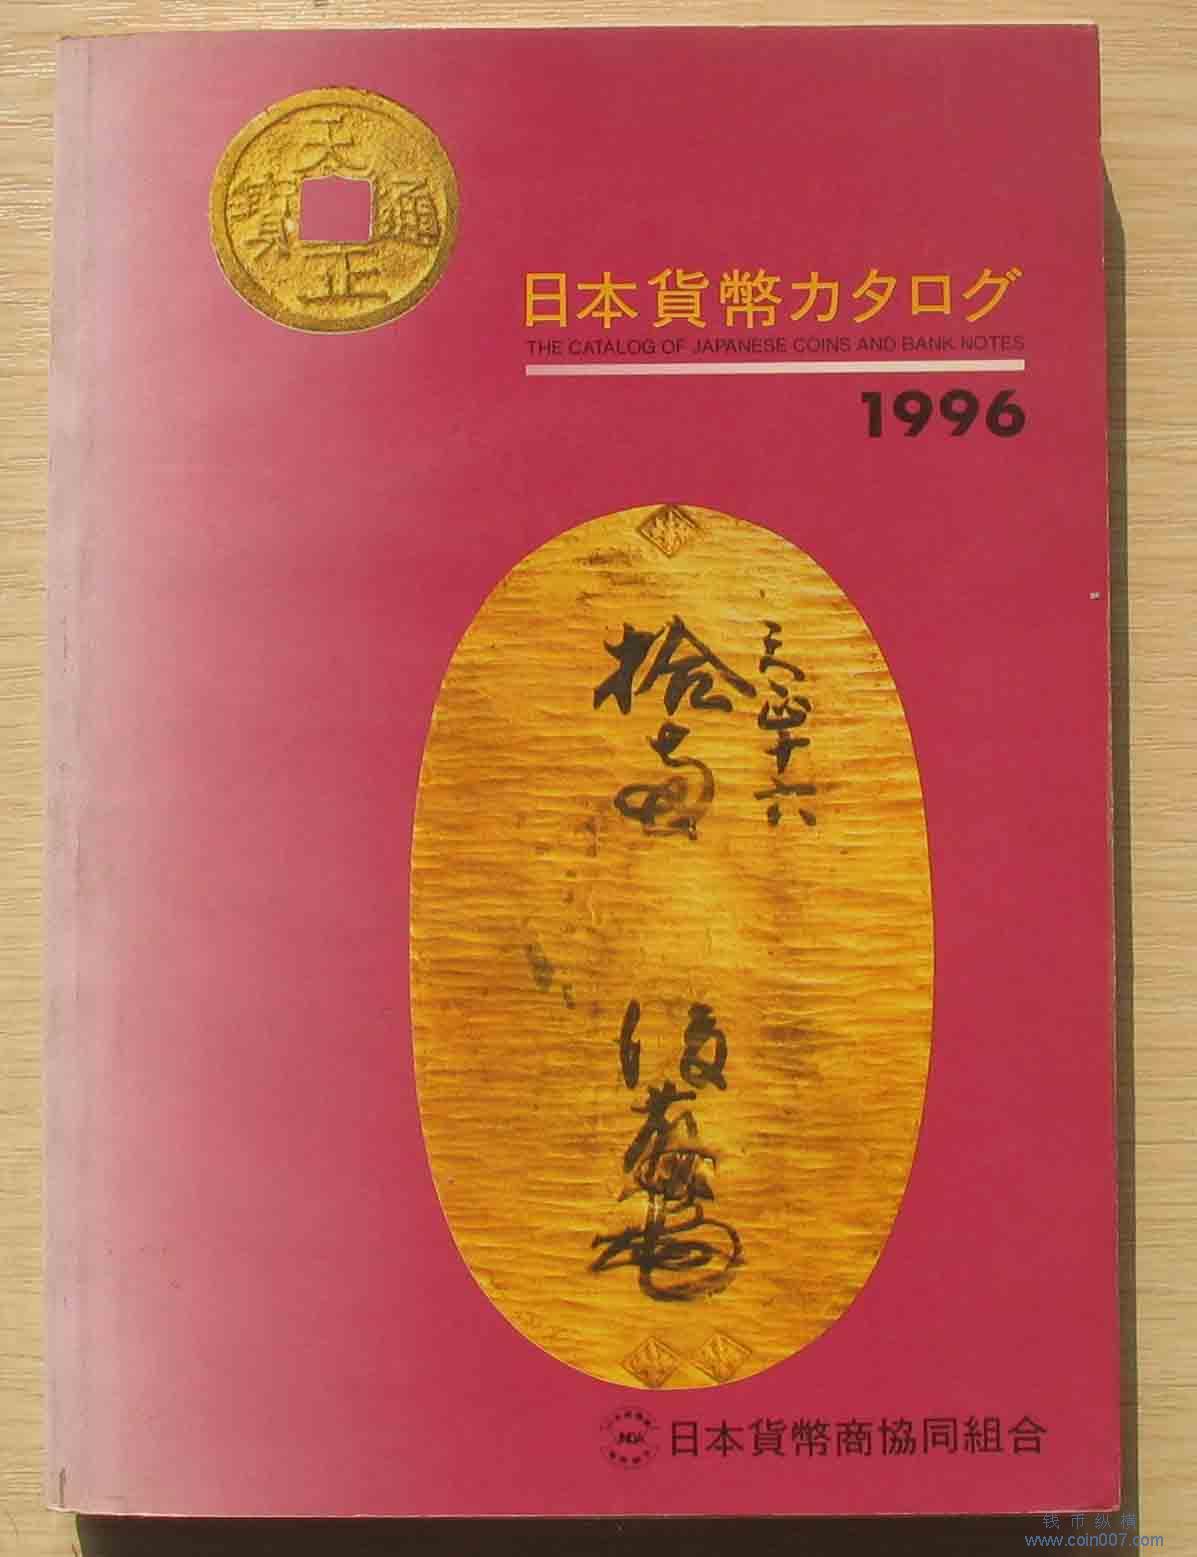 天正通寳
日本貨幣カタログ
THE CATALOG OF JAPANESE COINS AND BANK NOTES
1996
天正十六
拾両
後藤
日本貨幣商協同組合
钱币纵横
www.coin007.com